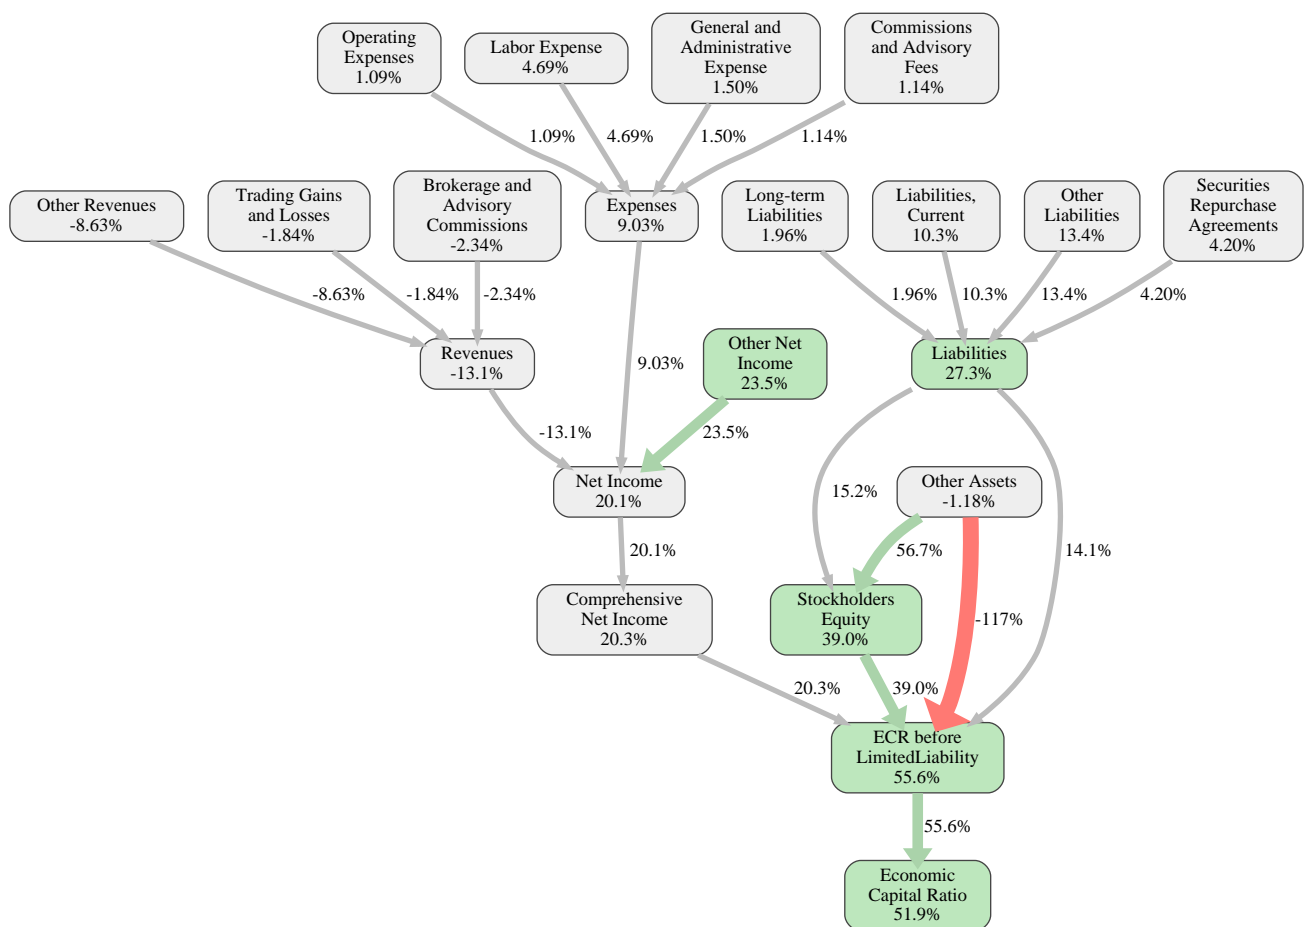 Operating
Expenses
1.09%
Labor Expense
4.69%
General and
Administrative
Expense
1.50%
Commissions
and Advisory
Fees
1.14%
1.09%
4.69%
1.50%
1.14%
Other Revenues
-8.63%
Trading Gains
and Losses
-1.84%
Brokerage and
Advisory
Commissions
-2.34%
Expenses
9.03%
Long-term
Liabilities
1.96%
Liabilities,
Current
10.3%
Other
Liabilities
13.4%
Securities
Repurchase
Agreements
4.20%
-8.63%
-1.84%
-2.34%
1.96%
10.3%
13.4%
4.20%
Revenues
-13.1%
9.03%
Other Net
Income
23.5%
Liabilities
27.3%
-13.1%
23.5%
Net Income
20.1%
15.2%
Other Assets
-1.18%
20.1%
56.7%
14.1%
Comprehensive
Net Income
20.3%
Stockholders
Equity
39.0%
-117%
20.3%
39.0%
ECR before
LimitedLiability
55.6%
55.6%
Economic
Capital Ratio
51.9%